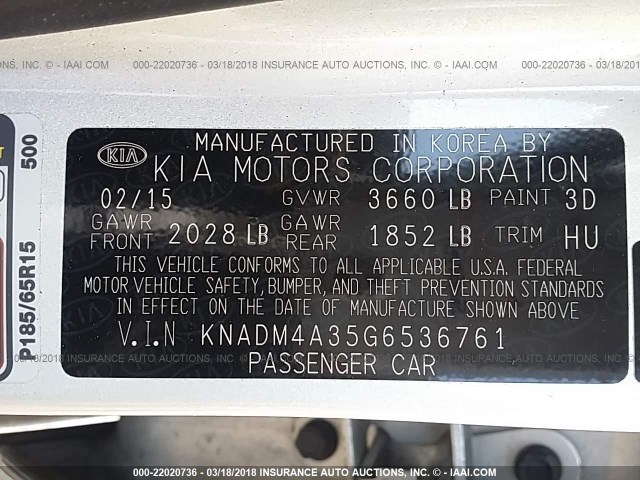 000-22020736 - 03/18/2018 INSURANCE AUTO AUCTIONS, INC. - © IAAI.COM
MANUFACTURED IN KOREA BY
KIA
KIA MOTORS CORPORATION
02/15 GVWR 3660 LB PAINT 3D
GAWR FRONT 2028 LB GAWR REAR 1852 LB TRIM HU
THIS VEHICLE CONFORMS TO ALL APPLICABLE U.S.A. FEDERAL
MOTOR VEHICLE SAFETY, BUMPER, AND THEFT PREVENTION STANDARDS
IN EFFECT ON THE DATE OF MANUFACTURE SHOWN ABOVE
V.I.N KNADM4A35G6536761
PASSENGER CAR
500
P185/65R15
000-22020736 - 03/18/2018 INSURANCE AUTO AUCTIONS, INC. - © IAAI.COM